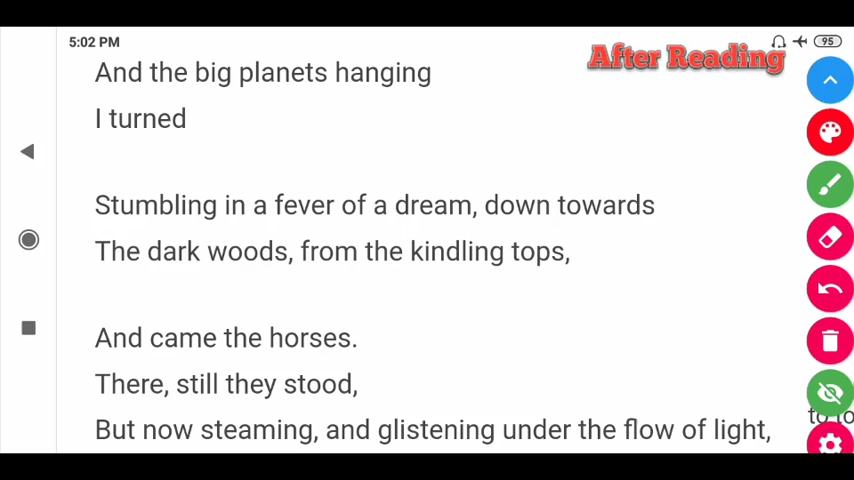 5:02 PM
95
After Reading
And the big planets hanging
I turned
Stumbling in a fever of a dream, down towards
The dark woods, from the kindling tops,
And came the horses.
There, still they stood,
But now steaming, and glistening under the flow of light,